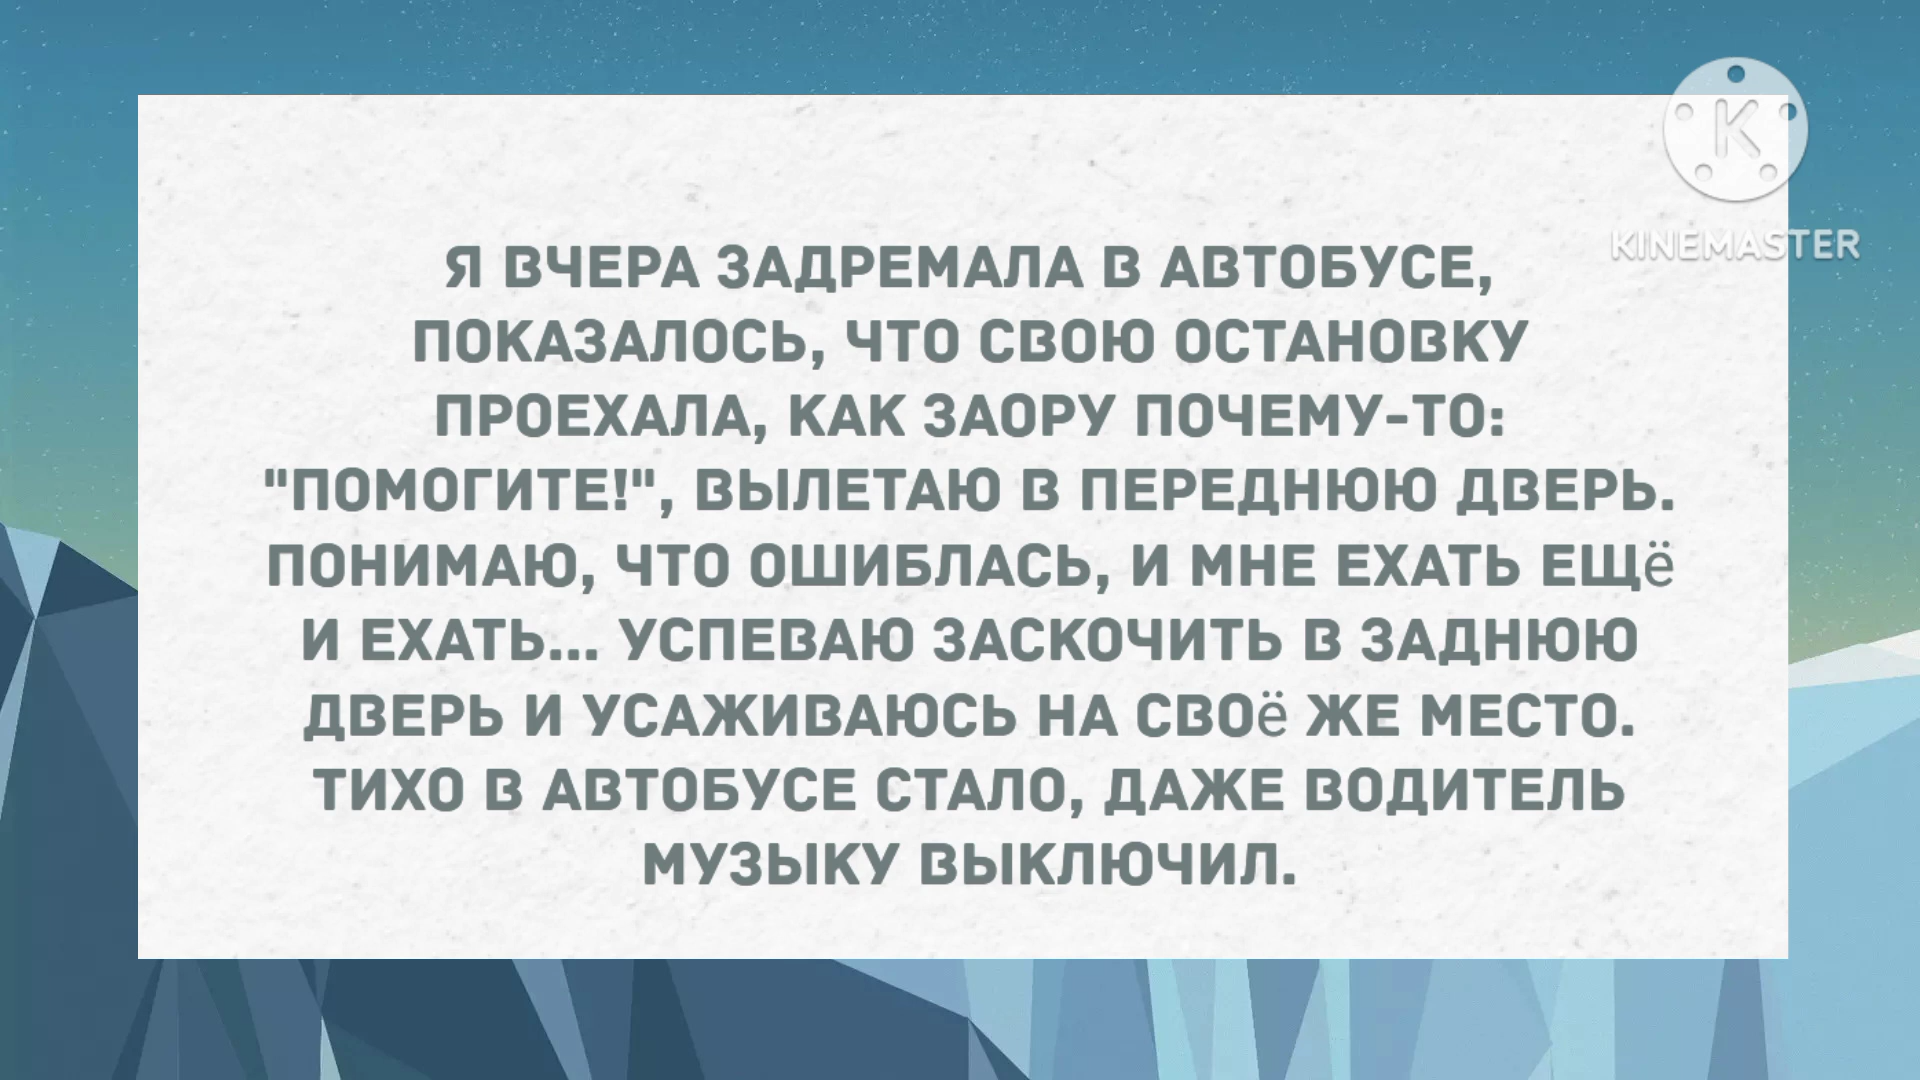 KINEMASTER
Я ВЧЕРА ЗАДРЕМАЛА В АВТОБУСЕ,
ПОКАЗАЛОСЬ, ЧТО СВОЮ ОСТАНОВКУ
ПРОЕХАЛА, КАК ЗАОРУ ПОЧЕМУ-ТО:
"ПОМОГИТЕ!", ВЫЛЕТАЮ В ПЕРЕДНЮЮ ДВЕРЬ.
ПОНИМАЮ, ЧТО ОШИБЛАСЬ, И МНЕ ЕХАТЬ ЕЩё
И ЕХАТЬ... УСПЕВАЮ ЗАСКОЧИТЬ В ЗАДНЮЮ
ДВЕРЬ И УСАЖИВАЮСЬ НА СВОё ЖЕ МЕСТО.
ТИХО В АВТОБУСЕ СТАЛО, ДАЖЕ ВОДИТЕЛЬ
МУЗЫКУ ВЫКЛЮЧИЛ.